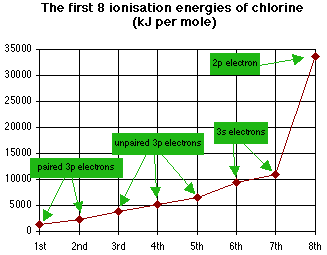 The first 8 ionisation energies of chlorine
(kJ per mole)
35000
30000
25000
20000
15000
10000
5000
0
2p electron
unpaired 3p electrons
3s electrons
paired 3p electrons
1st 2nd 3rd 4th 5th 6th 7th 8th